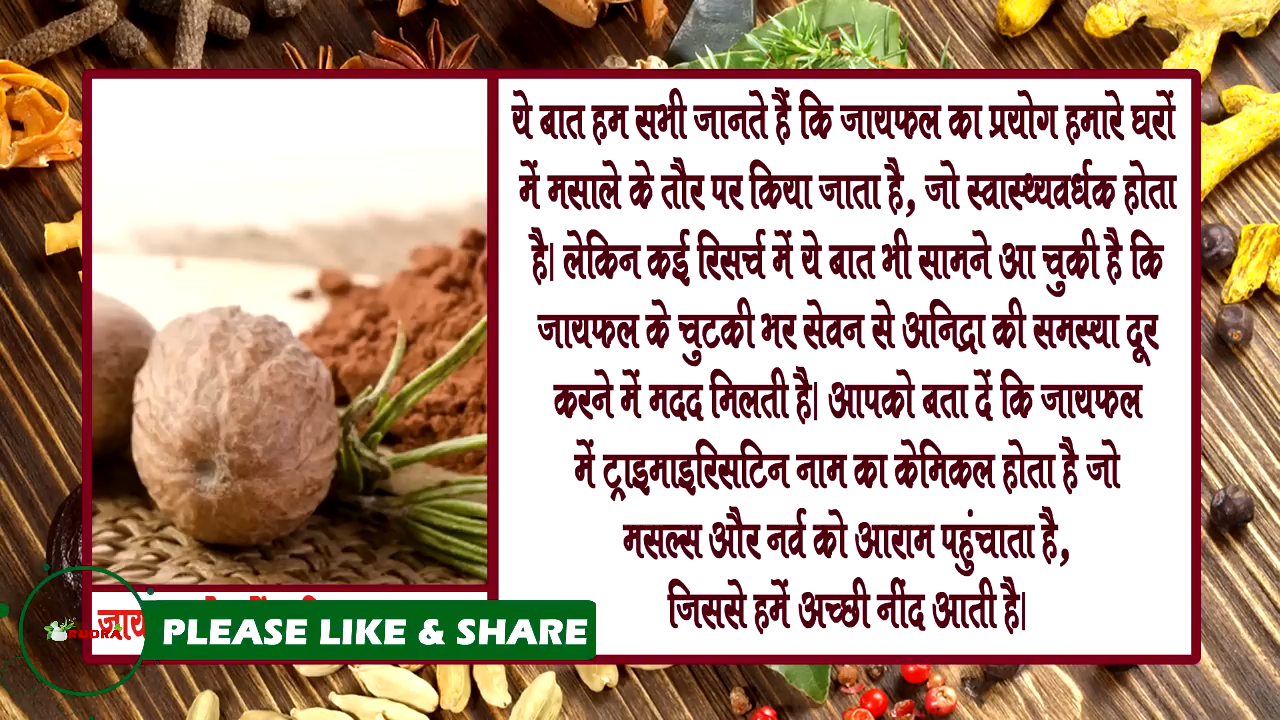 ये बात हम सभी जानते हैं कि जायफल का प्रयोग हमारे घरों
में मसाले के तौर पर किया जाता है, जो स्वास्थ्यवर्धक होता
है| लेकिन कई रिसर्च में ये बात भी सामने आ चुकी है कि
जायफल के चुटकी भर सेवन से अनिद्रा की समस्या दूर
करने में मदद मिलती है| आपको बता दें कि जायफल
में ट्राइमाइरिसटिन नाम का केमिकल होता है जो
मसल्स और नर्व को आराम पहुंचाता है,
जिससे हमें अच्छी नींद आती है|
RUDRA
PLEASE LIKE & SHARE